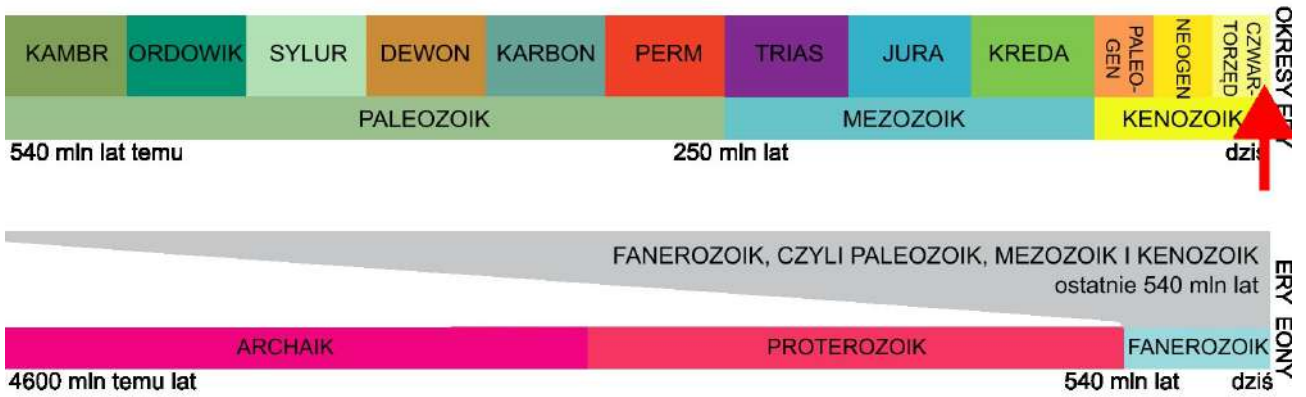 KAMBR ORDOWIK SYLUR DEWON KARBON PERM TRIAS JURA KREDA
PALEO-
GEN
NEOGEN
CZWAR-
TORZĘD
OKRESY
PALEOZOIK MEZOZOIK KENOZOIK
ERY
540 mln lat temu 250 mln lat dziś
FANEROZOIK, CZYLI PALEOZOIK, MEZOZOIK I KENOZOIK
ostatnie 540 mln lat
ERY
ARCHAIK PROTEROZOIK FANEROZOIK
EONY
4600 mln temu lat 540 mln lat dziś